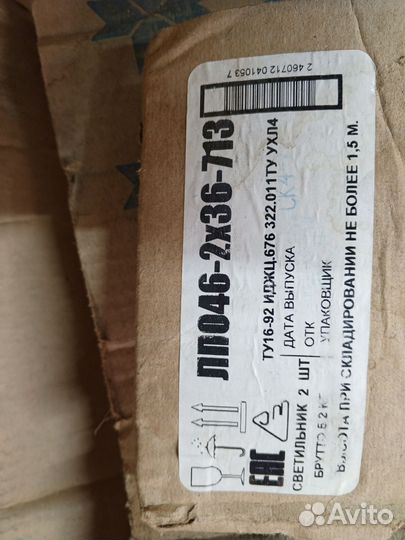 2 460712 041053 7
ЛПО46-2х36-713
ТУ16-92 ИДЖЦ.676 322.011ТУ УХЛ4
ДАТА ВЫПУСКА
ОТК
УПАКОВЩИК
EAC
СВЕТИЛЬНИК 2 ШТ
БРУТТО 5,2 КГ
ВЫСОТА ПРИ СКЛАДИРОВАНИИ НЕ БОЛЕЕ 1,5 М.
Avito